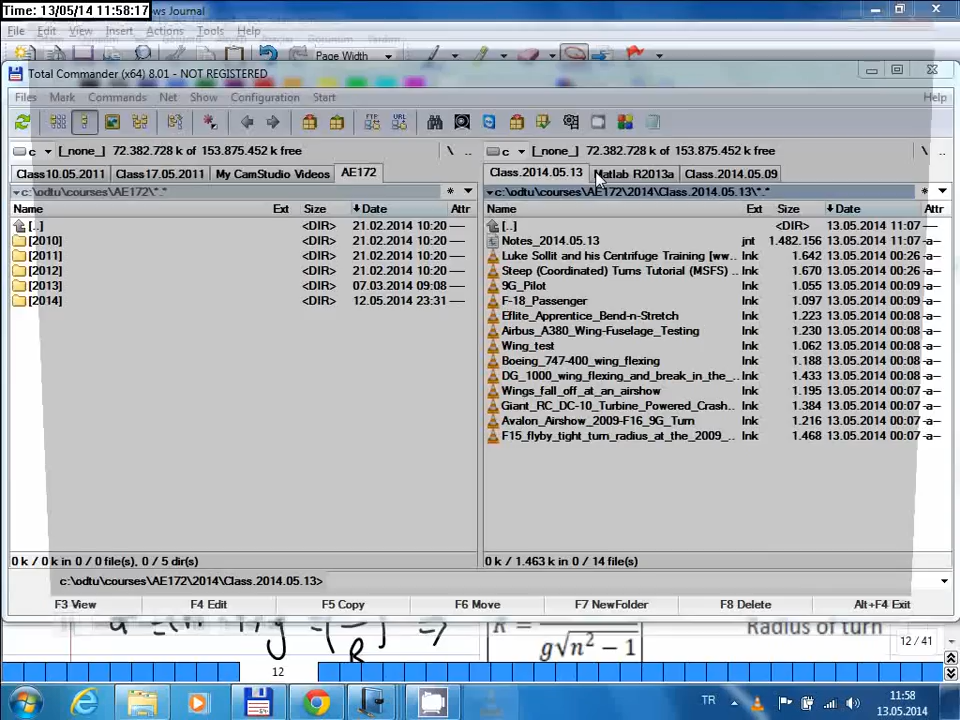 Time: 13/05/14 11:58:17 ws Journal
File Edit View Insert Actions Tools Help
Page Width
Total Commander (x64) 8.01 - NOT REGISTERED
Files Mark Commands Net Show Configuration Start Help
FTP URL
c [_none_] 72.382.728 k of 153.875.452 k free \ .. c [_none_] 72.382.728 k of 153.875.452 k free \ ..
Class10.05.2011 Class17.05.2011 My CamStudio Videos AE172 Class.2014.05.13 Matlab R2013a Class.2014.05.09
c:\odtu\courses\AE172\*.* * c:\odtu\courses\AE172\2014\Class.2014.05.13\*.* *
Name Ext Size Date Attr Name Ext Size Date Attr
[..] <DIR> 21.02.2014 10:20 — [..] <DIR> 13.05.2014 11:07 —
[2010] <DIR> 21.02.2014 10:20 — Notes_2014.05.13 jnt 1.482.156 13.05.2014 11:07 -a--
[2011] <DIR> 21.02.2014 10:20 — Luke Sollit and his Centrifuge Training [ww.. lnk 1.642 13.05.2014 00:26 -a--
[2012] <DIR> 21.02.2014 10:20 — Steep (Coordinated) Turns Tutorial (MSFS) .. lnk 1.670 13.05.2014 00:26 -a--
[2013] <DIR> 07.03.2014 09:08 — 9G_Pilot lnk 1.055 13.05.2014 00:09 -a--
[2014] <DIR> 12.05.2014 23:31 — F-18_Passenger lnk 1.097 13.05.2014 00:09 -a--
Eflite_Apprentice_Bend-n-Stretch lnk 1.223 13.05.2014 00:08 -a--
Airbus_A380_Wing-Fuselage_Testing lnk 1.230 13.05.2014 00:08 -a--
Wing_test lnk 1.062 13.05.2014 00:08 -a--
Boeing_747-400_wing_flexing lnk 1.188 13.05.2014 00:08 -a--
DG_1000_wing_flexing_and_break_in_the_.. lnk 1.433 13.05.2014 00:08 -a--
Wings_fall_off_at_an_airshow lnk 1.195 13.05.2014 00:07 -a--
Giant_RC_DC-10_Turbine_Powered_Crash.. lnk 1.384 13.05.2014 00:07 -a--
Avalon_Airshow_2009-F16_9G_Turn lnk 1.216 13.05.2014 00:07 -a--
F15_flyby_tight_turn_radius_at_the_2009_.. lnk 1.468 13.05.2014 00:07 -a--
0 k / 0 k in 0 / 0 file(s), 0 / 5 dir(s) 0 k / 1.463 k in 0 / 14 file(s)
c:\odtu\courses\AE172\2014\Class.2014.05.13>
F3 View F4 Edit F5 Copy F6 Move F7 NewFolder F8 Delete Alt+F4 Exit
g√n² − 1 Radius of turn 12 / 41
12
TR 11:58
13.05.2014